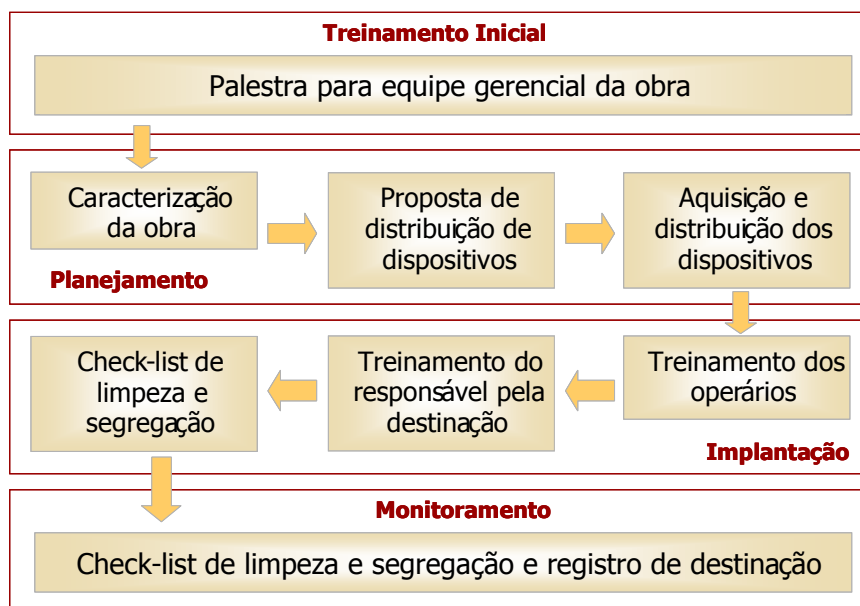 Treinamento Inicial
Palestra para equipe gerencial da obra
Caracterização
da obra
Proposta de
distribuição de
dispositivos
Aquisição e
distribuição dos
dispositivos
Planejamento
Check-list de
limpeza e
segregação
Treinamento do
responsável pela
destinação
Treinamento dos
operários
Implantação
Monitoramento
Check-list de limpeza e segregação e registro de destinação